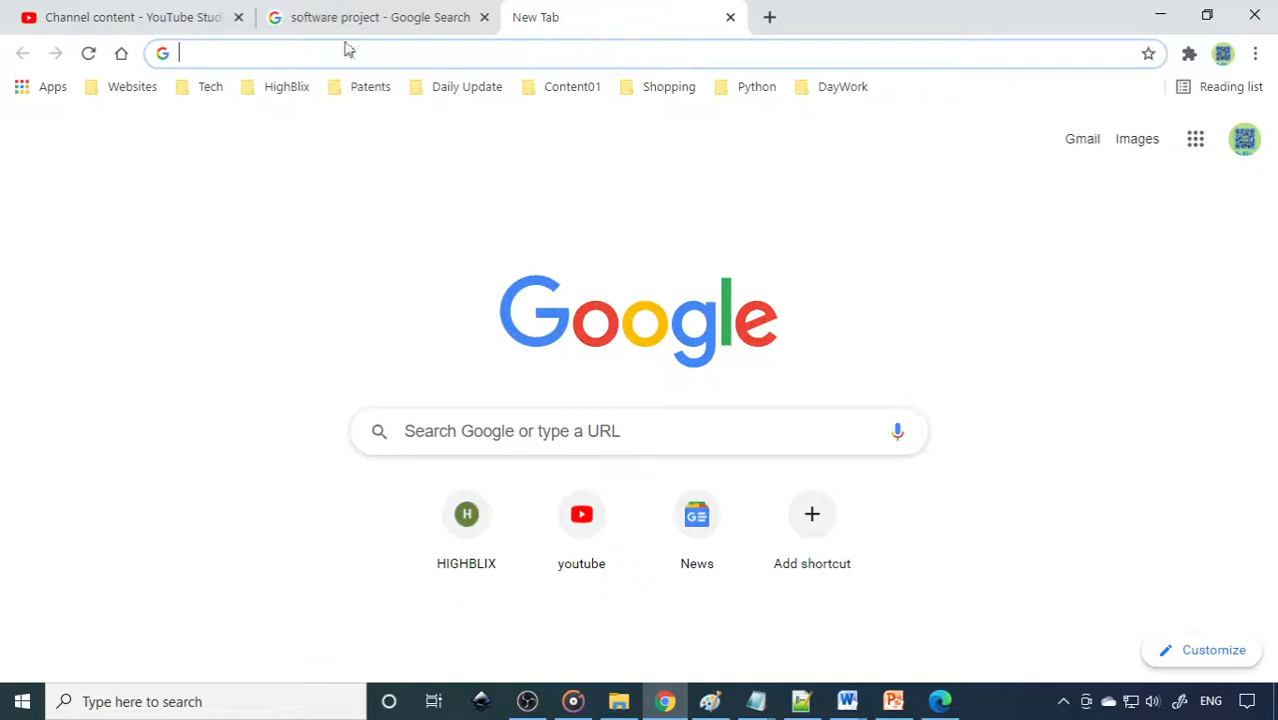 Channel content - YouTube Stud
software project - Google Search
New Tab
Apps
Websites
Tech
HighBlix
Patents
Daily Update
Content01
Shopping
Python
DayWork
Reading list
Gmail
Images
Google
Search Google or type a URL
H
GE
HIGHBLIX
youtube
News
Add shortcut
Customize
Type here to search
ENG